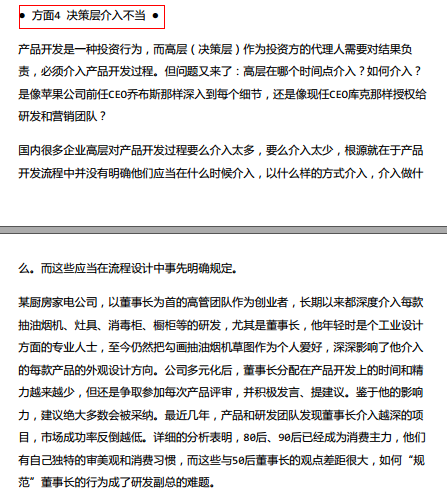 ● 方面4 决策层介入不当 ●
产品开发是一种投资行为，而高层（决策层）作为投资方的代理人需要对结果负
责，必须介入产品开发过程。但问题又来了：高层在哪个时间点介入？如何介入？
是像苹果公司前任CEO乔布斯那样深入到每个细节，还是像现任CEO库克那样授权给
研发和营销团队？
国内很多企业高层对产品开发过程要么介入太多，要么介入太少，根源就在于产品
开发流程中并没有明确他们应当在什么时候介入，以什么样的方式介入，介入做什
么。而这些应当在流程设计中事先明确规定。
某厨房家电公司，以董事长为首的高管团队作为创业者，长期以来都深度介入每款
抽油烟机、灶具、消毒柜、橱柜等的研发，尤其是董事长，他年轻时是个工业设计
方面的专业人士，至今仍然把勾画抽油烟机草图作为个人爱好，深深影响了他介入
的每款产品的外观设计方向。公司多元化后，董事长分配在产品开发上的时间和精
力越来越少，但还是争取参加每次产品评审，并积极发言、提建议。鉴于他的影响
力，建议绝大多数会被采纳。最近几年，产品和研发团队发现董事长介入越深的项
目，市场成功率反倒越低。详细的分析表明，80后、90后已经成为消费主力，他们
有自己独特的审美观和消费习惯，而这些与50后董事长的观点差距很大，如何“规
范”董事长的行为成了研发副总的难题。